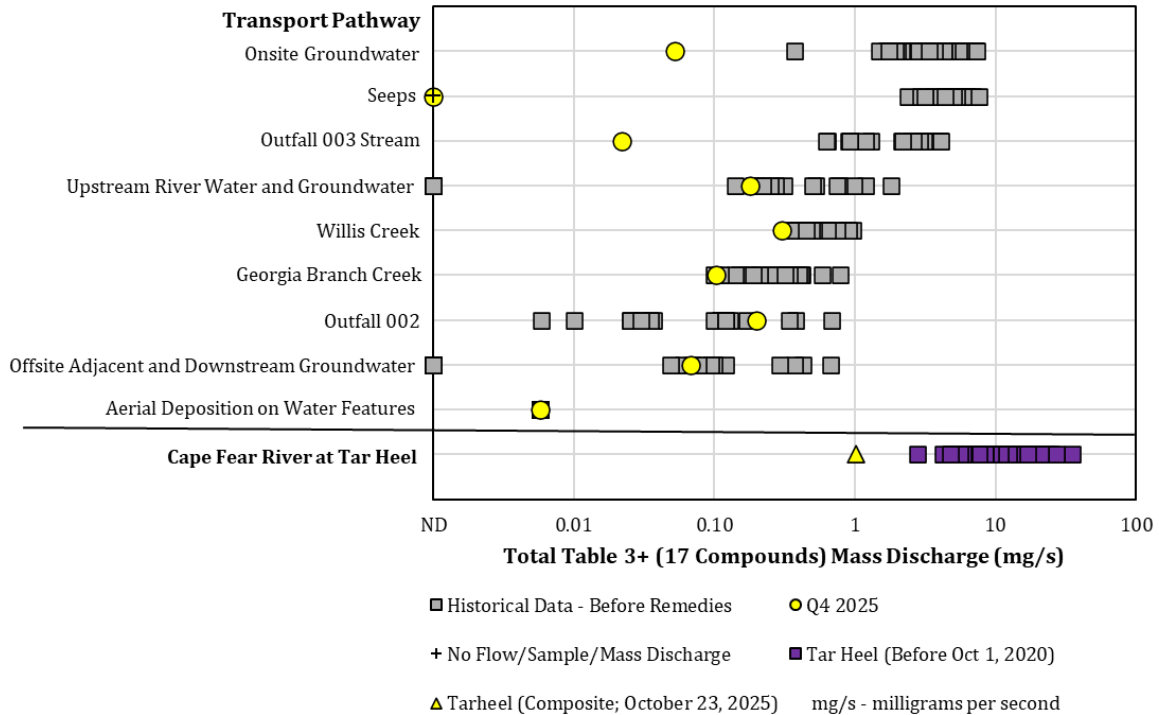 Transport Pathway
Onsite Groundwater
Seeps
Outfall 003 Stream
Upstream River Water and Groundwater
Willis Creek
Georgia Branch Creek
Outfall 002
Offsite Adjacent and Downstream Groundwater
Aerial Deposition on Water Features
Cape Fear River at Tar Heel
ND 0.01 0.10 1 10 100
Total Table 3+ (17 Compounds) Mass Discharge (mg/s)
Historical Data - Before Remedies Q4 2025
No Flow/Sample/Mass Discharge Tar Heel (Before Oct 1, 2020)
Tarheel (Composite; October 23, 2025) mg/s - milligrams per second